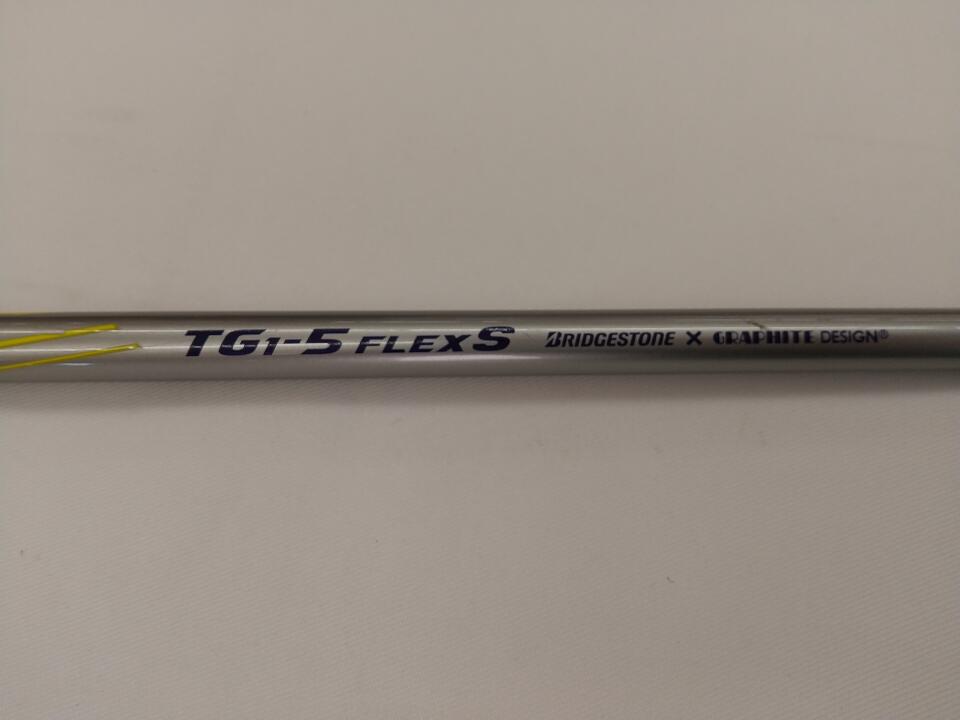 TG1-5 FLEX S BRIDGESTONE X GRAPHITE DESIGN®